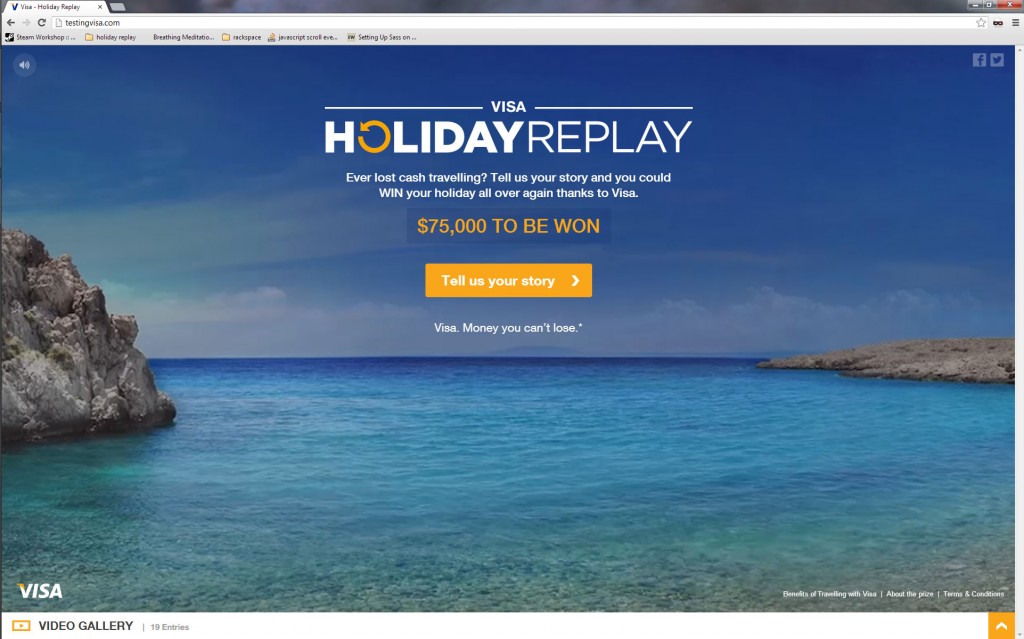 Visa - Holiday Replay
testingvisa.com
Steam Workshop :: ... holiday replay Breathing Meditatio... rackspace javascript scroll eve... Setting Up Sass on ...
VISA
HOLIDAYREPLAY
Ever lost cash travelling? Tell us your story and you could
WIN your holiday all over again thanks to Visa.
$75,000 TO BE WON
Tell us your story
Visa. Money you can't lose.*
VISA
Benefits of Travelling with Visa | About the prize | Terms & Conditions
VIDEO GALLERY | 19 Entries